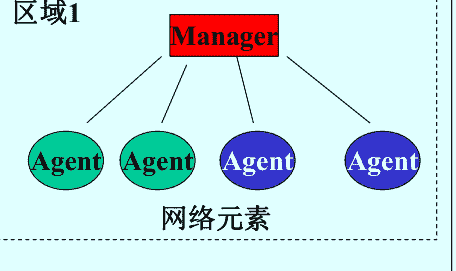 区域1
Manager
Agent Agent Agent Agent
网络元素